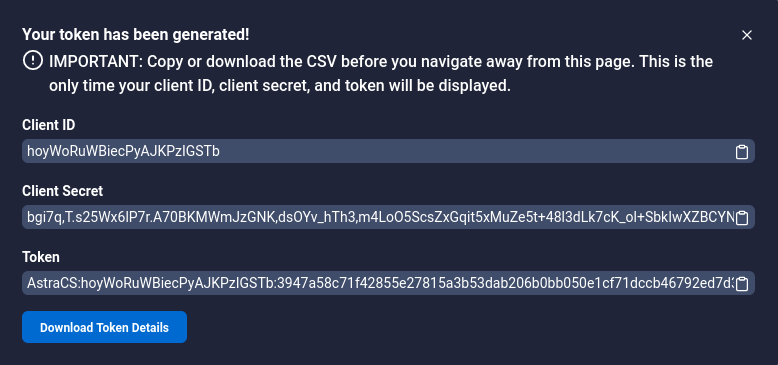 Your token has been generated!
IMPORTANT: Copy or download the CSV before you navigate away from this page. This is the
only time your client ID, client secret, and token will be displayed.
Client ID
hoyWoRuWBiecPyAJKPzIGSTb
Client Secret
bgi7q,T.s25Wx6lP7r.A70BKMWmJzGNK,dsOYv_hTh3,m4LoO5ScsZxGqit5xMuZe5t+48l3dLk7cK_ol+SbkIwXZBCYN
Token
AstraCS:hoyWoRuWBiecPyAJKPzIGSTb:3947a58c71f42855e27815a3b53dab206b0bb050e1cf71dccb46792ed7d
Download Token Details